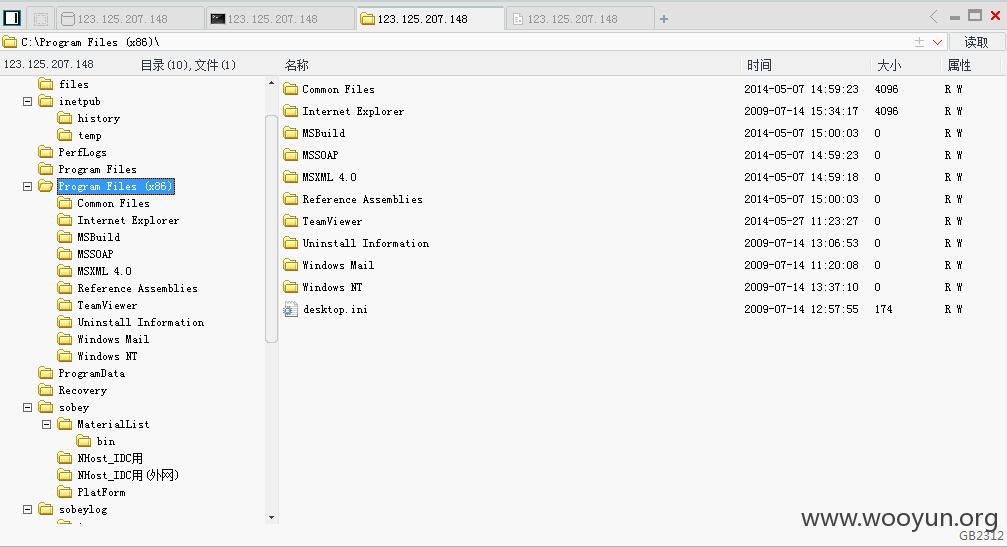 123.125.207.148 123.125.207.148 123.125.207.148 123.125.207.148
C:\Program Files (x86)\ 读取
123.125.207.148 目录(10),文件(1) 名称 时间 大小 属性
files
inetpub
history
temp
PerfLogs
Program Files
Program Files (x86)
Common Files
Internet Explorer
MSBuild
MSSOAP
MSXML 4.0
Reference Assemblies
TeamViewer
Uninstall Information
Windows Mail
Windows NT
ProgramData
Recovery
sobey
MaterialList
bin
NHost_IDC用
NHost_IDC用(外网)
PlatForm
sobeylog
Common Files 2014-05-07 14:59:23 4096 R W
Internet Explorer 2009-07-14 15:34:17 4096 R W
MSBuild 2014-05-07 15:00:03 0 R W
MSSOAP 2014-05-07 14:59:23 0 R W
MSXML 4.0 2014-05-07 14:59:18 0 R W
Reference Assemblies 2014-05-07 15:00:03 0 R W
TeamViewer 2014-05-27 11:23:27 0 R W
Uninstall Information 2009-07-14 13:06:53 0 R W
Windows Mail 2009-07-14 11:20:08 0 R W
Windows NT 2009-07-14 13:37:10 0 R W
desktop.ini 2009-07-14 12:57:55 174 R W
www.wooyun.org
GB2312